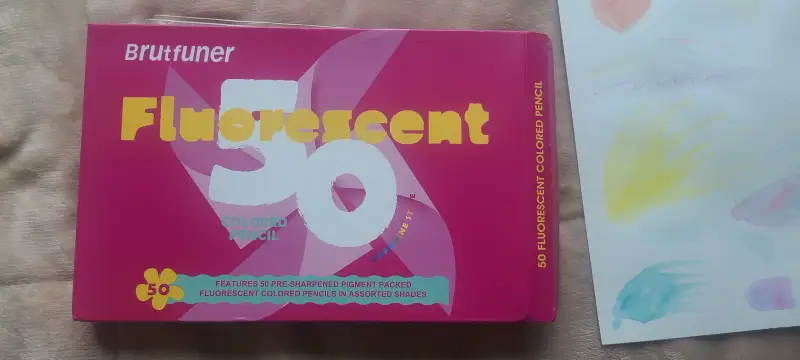 Brutfuner
50
Fluorescent
COLORED
PENCIL
50
FEATURES 50 PRE-SHARPENED PIGMENT PACKED
FLUORESCENT COLORED PENCILS IN ASSORTED SHADES
50 FLUORESCENT COLORED PENCIL